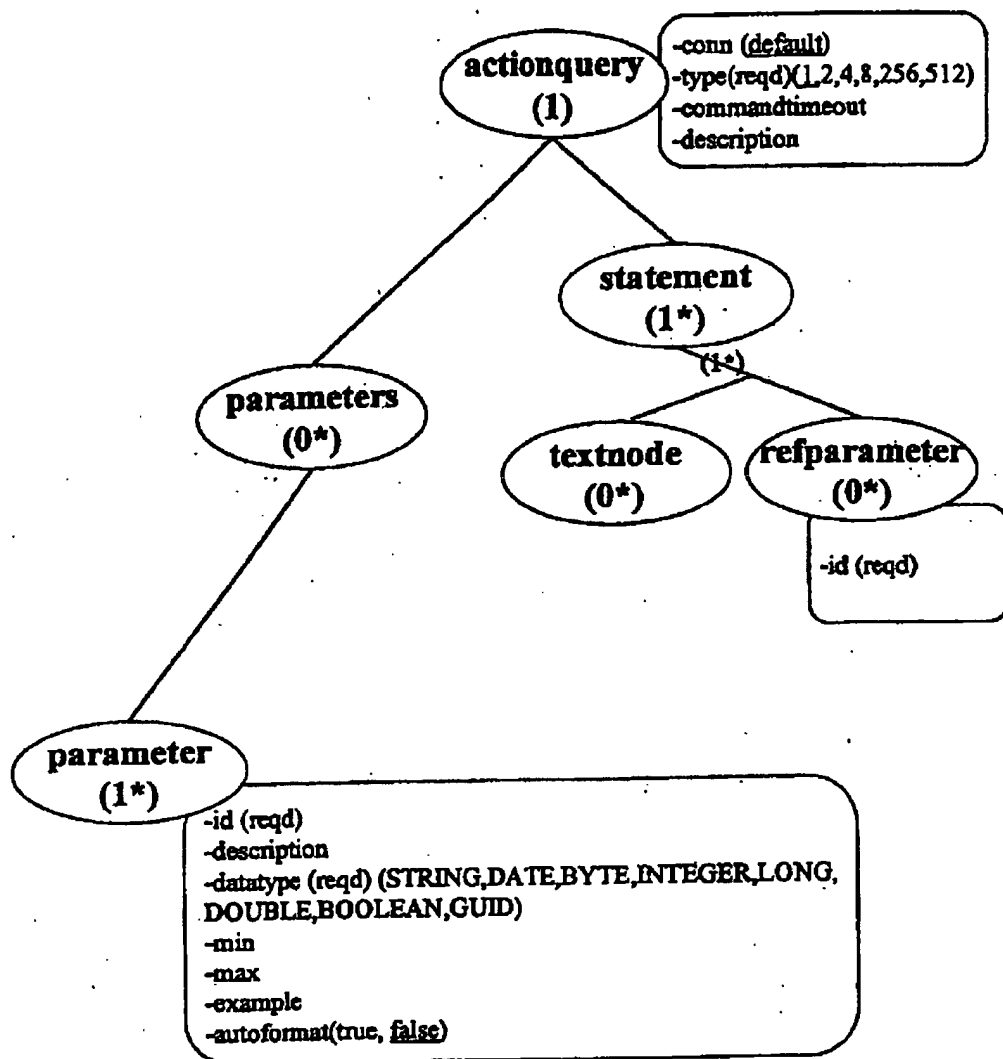 actionquery
(1)
-conn (default)
-type(reqd)(1,2,4,8,256,512)
-commandtimeout
-description
statement
(1*)
(1*)
parameters
(0*)
textnode
(0*)
refparameter
(0*)
-id (reqd)
parameter
(1*)
-id (reqd)
-description
-datatype (reqd) (STRING,DATE,BYTE,INTEGER,LONG,
DOUBLE,BOOLEAN,GUID)
-min
-max
-example
-autoformat(true, false)